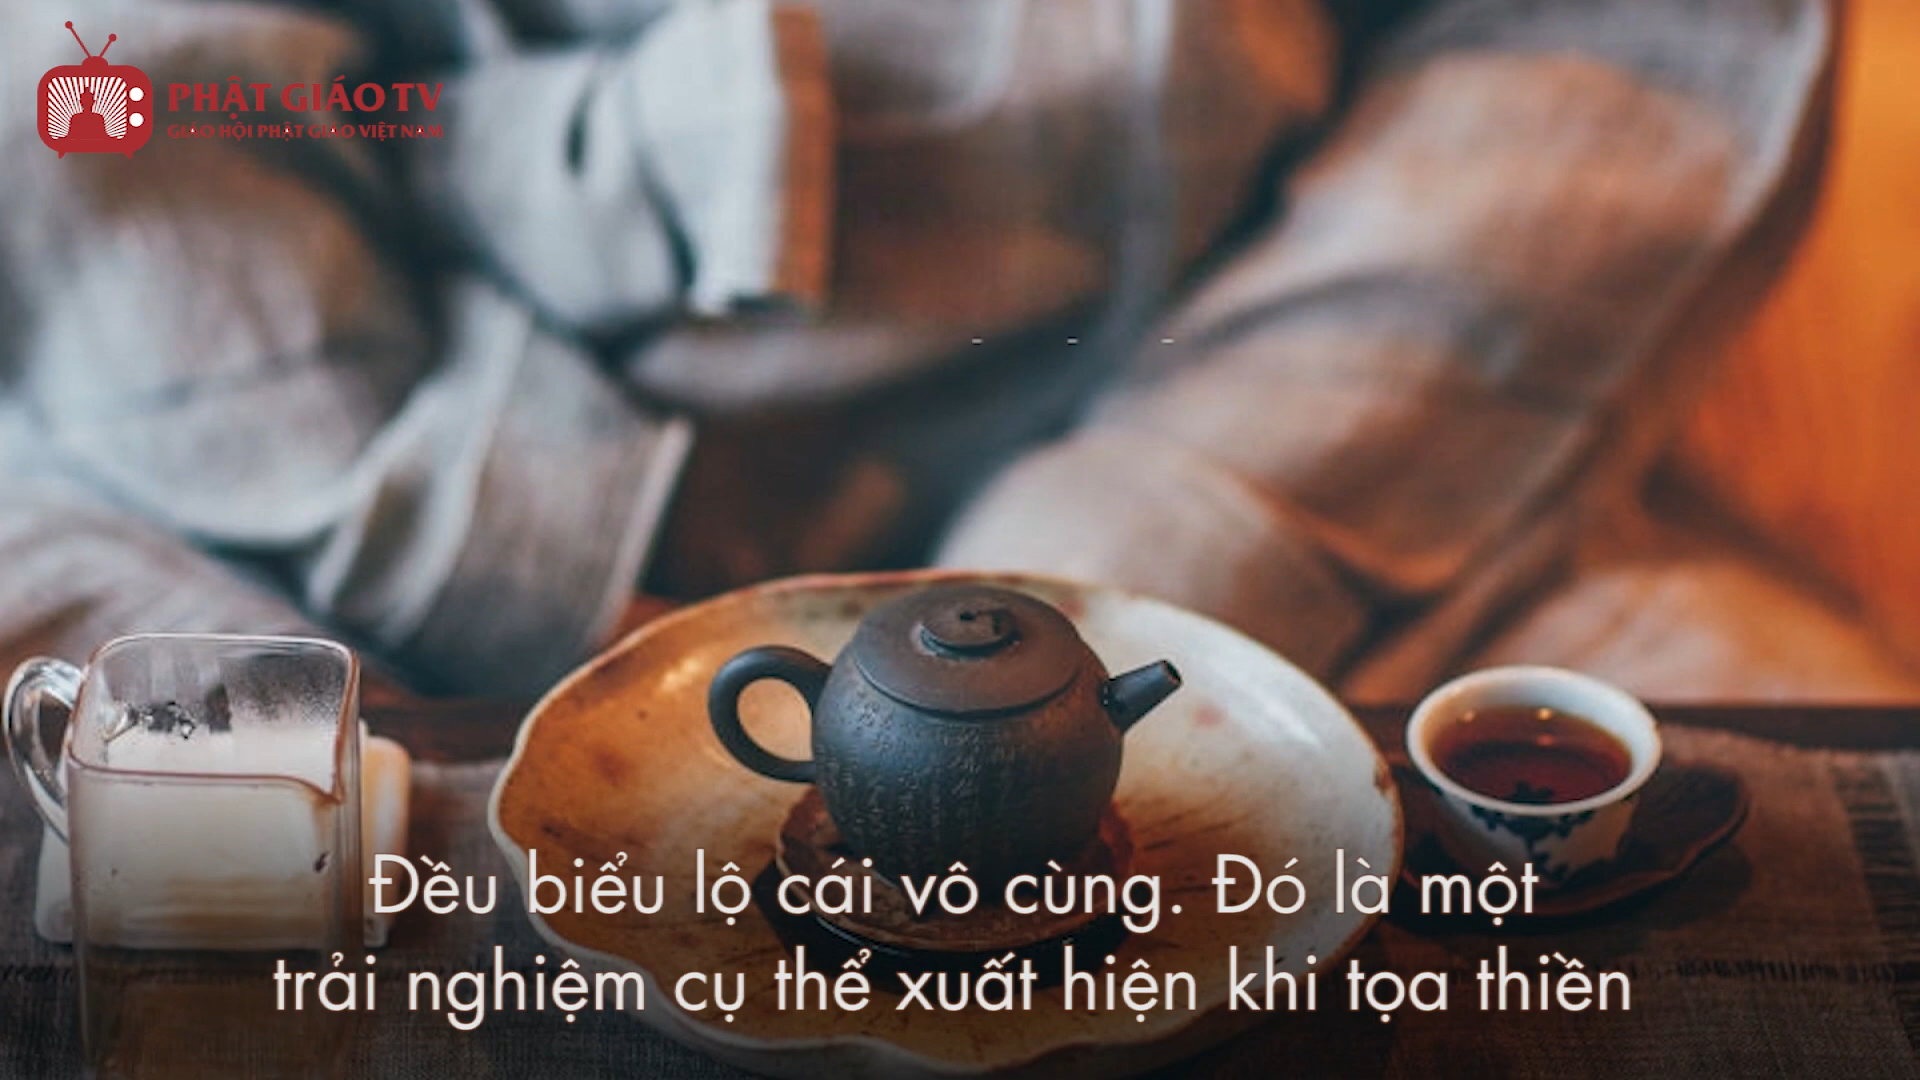 PHẬT GIÁO TV
GIÁO HỘI PHẬT GIÁO VIỆT NAM
Đều biểu lộ cái vô cùng. Đó là một
trải nghiệm cụ thể xuất hiện khi tọa thiền